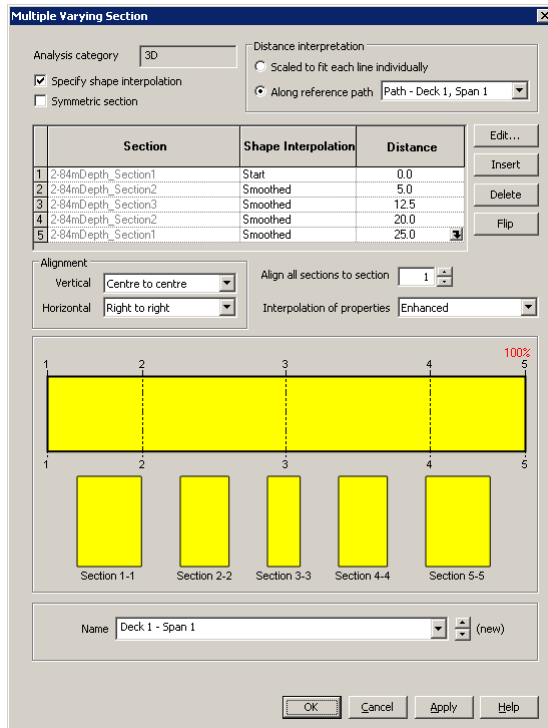 Multiple Varying Section
Analysis category 3D
Distance interpretation
Scaled to fit each line individually
Specify shape interpolation
Along reference path Path - Deck 1, Span 1
Symmetric section
Section Shape Interpolation Distance
Edit...
1 2-84mDepth_Section1 Start 0.0
Insert
2 2-84mDepth_Section2 Smoothed 5.0
3 2-84mDepth_Section3 Smoothed 12.5
Delete
4 2-84mDepth_Section2 Smoothed 20.0
5 2-84mDepth_Section1 Smoothed 25.0
Flip
Alignment
Vertical Centre to centre
Align all sections to section 1
Horizontal Right to right
Interpolation of properties Enhanced
100%
1 2 3 4 5
1 2 3 4 5
Section 1-1 Section 2-2 Section 3-3 Section 4-4 Section 5-5
Name Deck 1 - Span 1 (new)
OK Cancel Apply Help